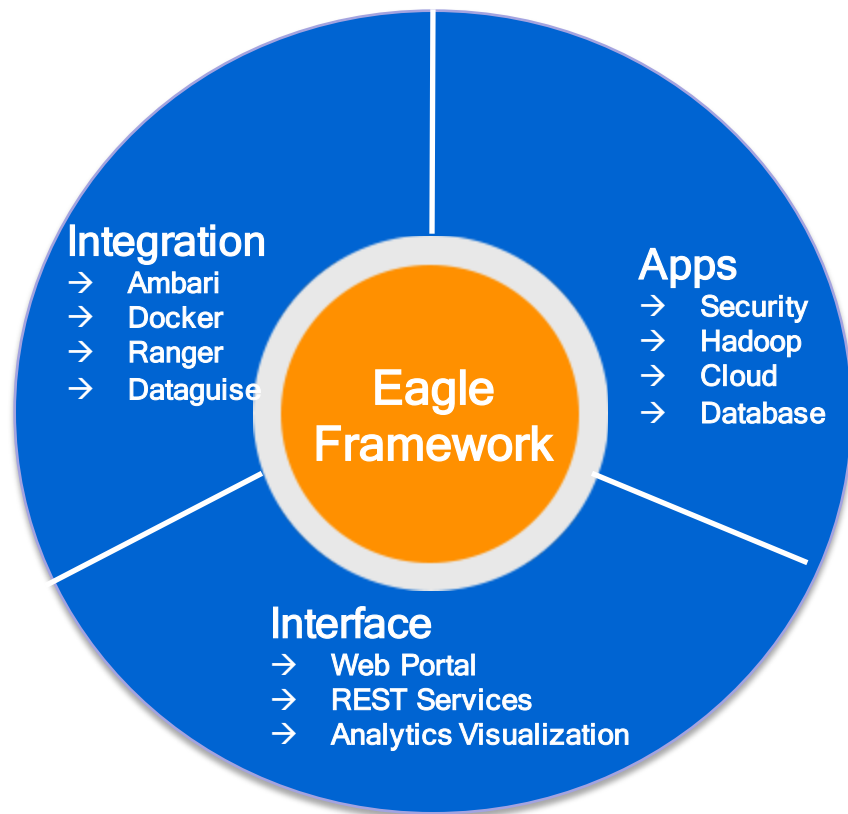 Integration
→ Ambari
→ Docker
→ Ranger
→ Dataguise
Apps
→ Security
→ Hadoop
→ Cloud
→ Database
Eagle
Framework
Interface
→ Web Portal
→ REST Services
→ Analytics Visualization